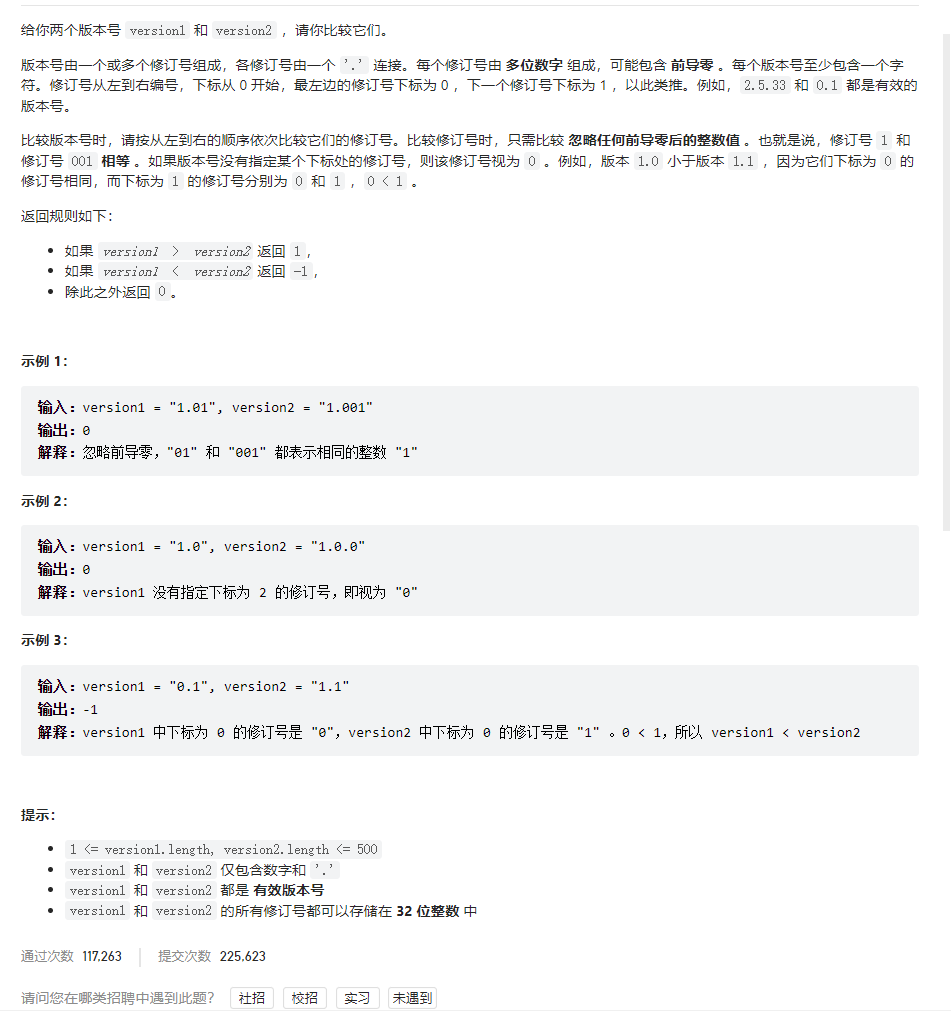 给你两个版本号 version1 和 version2 ，请你比较它们。
版本号由一个或多个修订号组成，各修订号由一个 '.' 连接。每个修订号由 多位数字 组成，可能包含 前导零 。每个版本号至少包含一个字
符。修订号从左到右编号，下标从 0 开始，最左边的修订号下标为 0 ，下一个修订号下标为 1 ，以此类推。例如，2.5.33 和 0.1 都是有效的
版本号。
比较版本号时，请按从左到右的顺序依次比较它们的修订号。比较修订号时，只需比较 忽略任何前导零后的整数值 。也就是说，修订号 1 和
修订号 001 相等 。如果版本号没有指定某个下标处的修订号，则该修订号视为 0 。例如，版本 1.0 小于版本 1.1 ，因为它们下标为 0 的
修订号相同，而下标为 1 的修订号分别为 0 和 1 ，0 < 1 。
返回规则如下：
• 如果 version1 > version2 返回 1，
• 如果 version1 < version2 返回 -1，
• 除此之外返回 0。
示例 1：
输入：version1 = "1.01", version2 = "1.001"
输出：0
解释：忽略前导零，"01" 和 "001" 都表示相同的整数 "1"
示例 2：
输入：version1 = "1.0", version2 = "1.0.0"
输出：0
解释：version1 没有指定下标为 2 的修订号，即视为 "0"
示例 3：
输入：version1 = "0.1", version2 = "1.1"
输出：-1
解释：version1 中下标为 0 的修订号是 "0"，version2 中下标为 0 的修订号是 "1" 。0 < 1，所以 version1 < version2
提示：
• 1 <= version1.length, version2.length <= 500
• version1 和 version2 仅包含数字和 '.'
• version1 和 version2 都是 有效版本号
• version1 和 version2 的所有修订号都可以存储在 32 位整数 中
通过次数 117,263 提交次数 225,623
请问您在哪类招聘中遇到此题？ 社招 校招 实习 未遇到